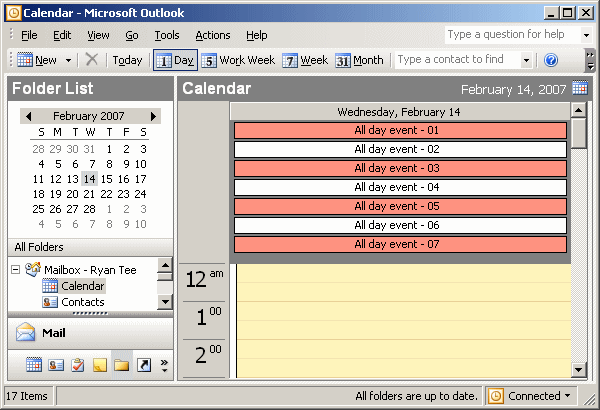 Calendar - Microsoft Outlook
File Edit View Go Tools Actions Help Type a question for help
New Today 1 Day 5 Work Week 7 Week 31 Month Type a contact to find
Folder List
February 2007
S M T W T F S
28 29 30 31 1 2 3
4 5 6 7 8 9 10
11 12 13 14 15 16 17
18 19 20 21 22 23 24
25 26 27 28 1 2 3
4 5 6 7 8 9 10
All Folders
Mailbox - Ryan Tee
Calendar
Contacts
Mail
Calendar February 14, 2007
Wednesday, February 14
All day event - 01
All day event - 02
All day event - 03
All day event - 04
All day event - 05
All day event - 06
All day event - 07
12 am
1 00
2 00
17 Items All folders are up to date. Connected